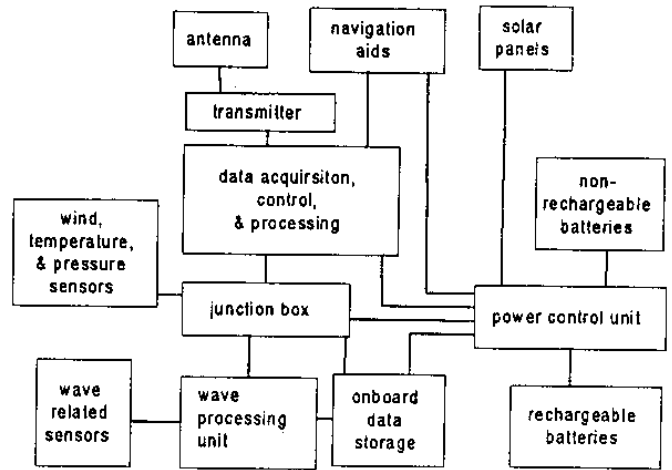 antenna
navigation
aids
solar
panels
transmitter
data acquirsiton,
control,
& processing
non-
rechargeable
batteries
wind,
temperature,
& pressure
sensors
junction box
power control unit
wave
related
sensors
wave
processing
unit
onboard
data
storage
rechargeable
batteries